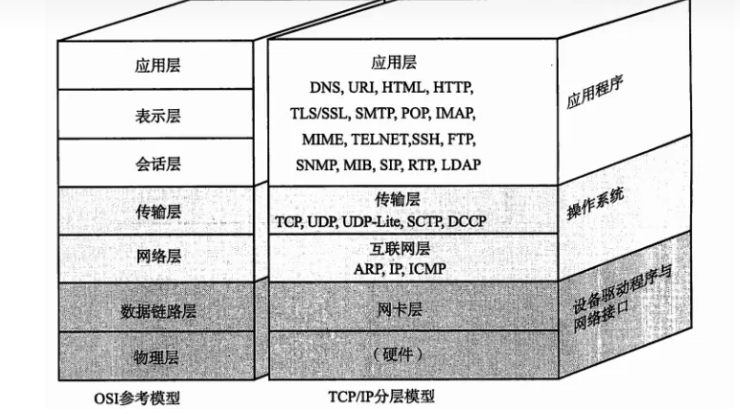 应用层
表示层
会话层
传输层
网络层
数据链路层
物理层
OSI参考模型
应用层
DNS, URI, HTML, HTTP,
TLS/SSL, SMTP, POP, IMAP,
MIME, TELNET,SSH, FTP,
SNMP, MIB, SIP, RTP, LDAP
传输层
TCP, UDP, UDP-Lite, SCTP, DCCP
互联网层
ARP, IP, ICMP
网卡层
（硬件）
TCP/IP分层模型
应用程序
操作系统
设备驱动程序与
网络接口